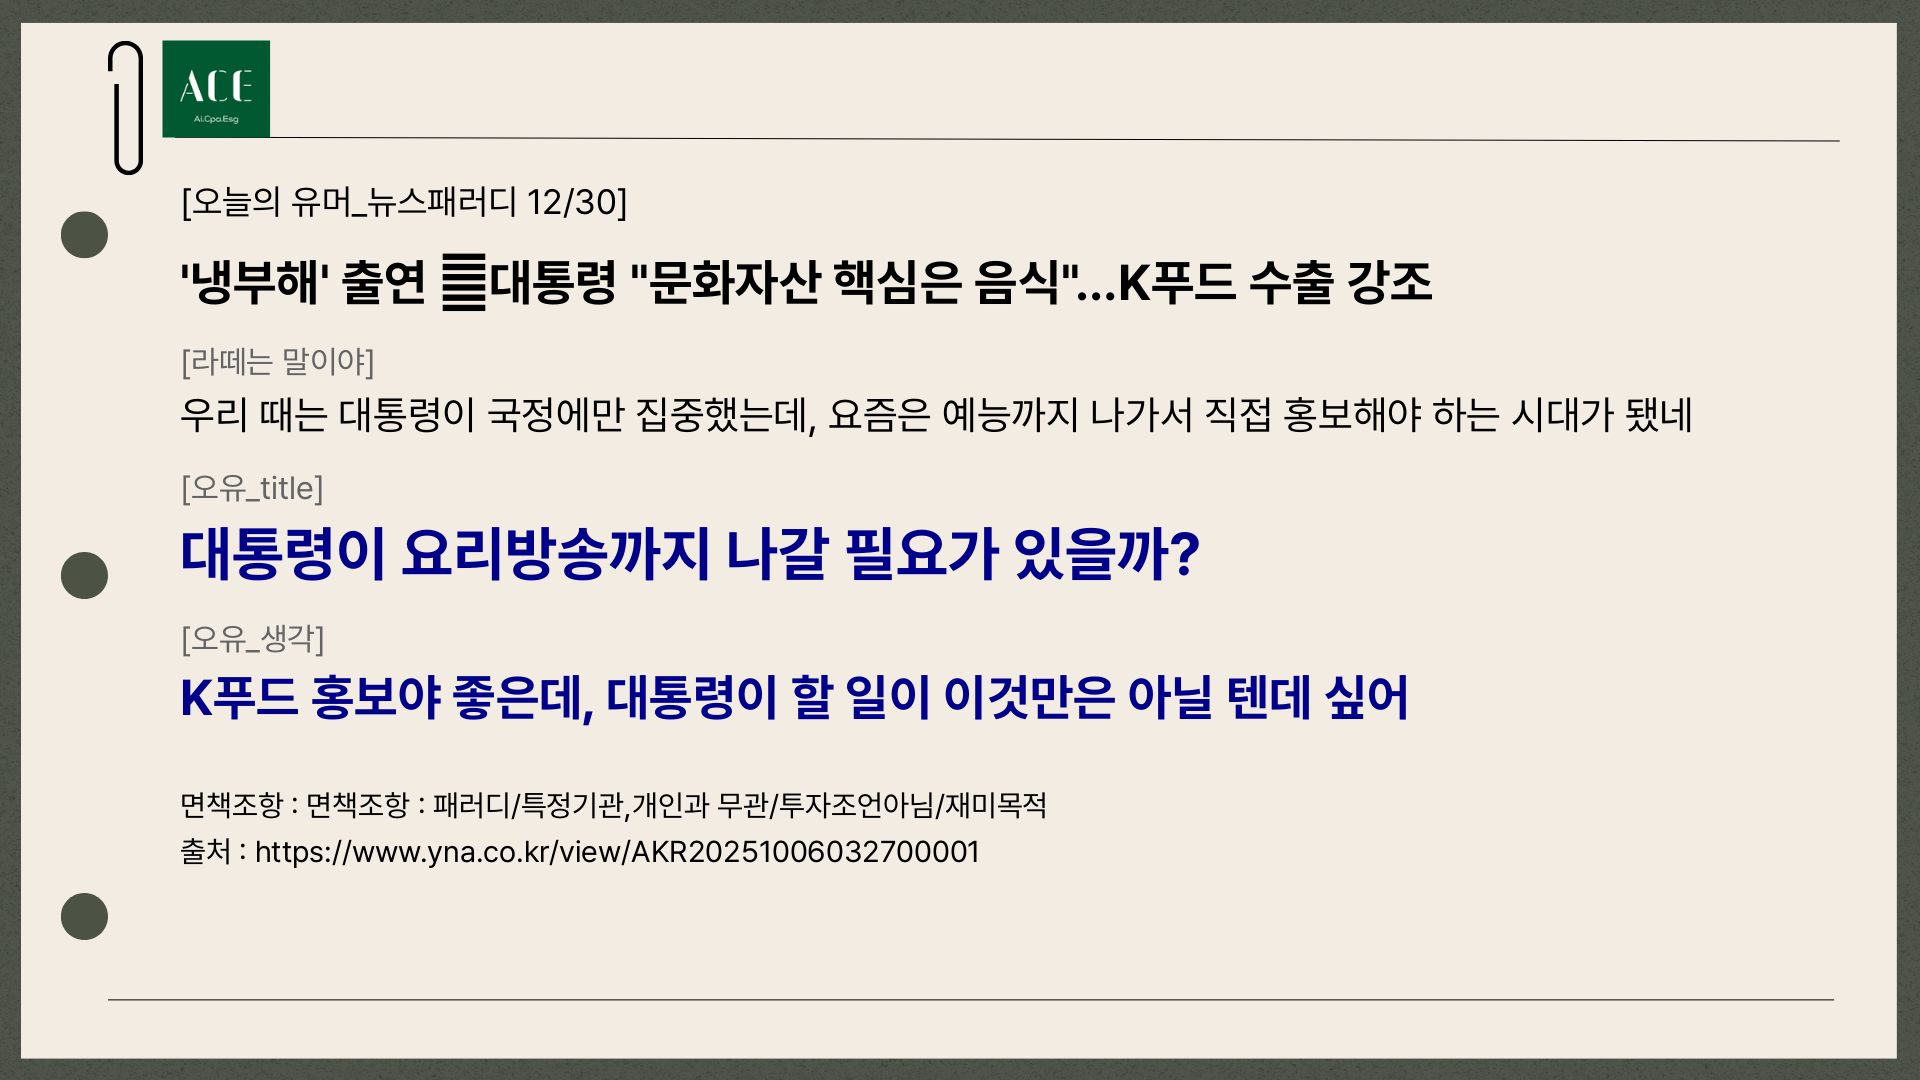 ACE
Ai.Cpa.Esg
[오늘의 유머_뉴스패러디 12/30]
'냉부해' 출연 대통령 "문화자산 핵심은 음식"...K푸드 수출 강조
[라떼는 말이야]
우리 때는 대통령이 국정에만 집중했는데, 요즘은 예능까지 나가서 직접 홍보해야 하는 시대가 됐네
[오유_title]
대통령이 요리방송까지 나갈 필요가 있을까?
[오유_생각]
K푸드 홍보야 좋은데, 대통령이 할 일이 이것만은 아닐 텐데 싶어
면책조항 : 면책조항 : 패러디/특정기관,개인과 무관/투자조언아님/재미목적
출처 : https://www.yna.co.kr/view/AKR20251006032700001